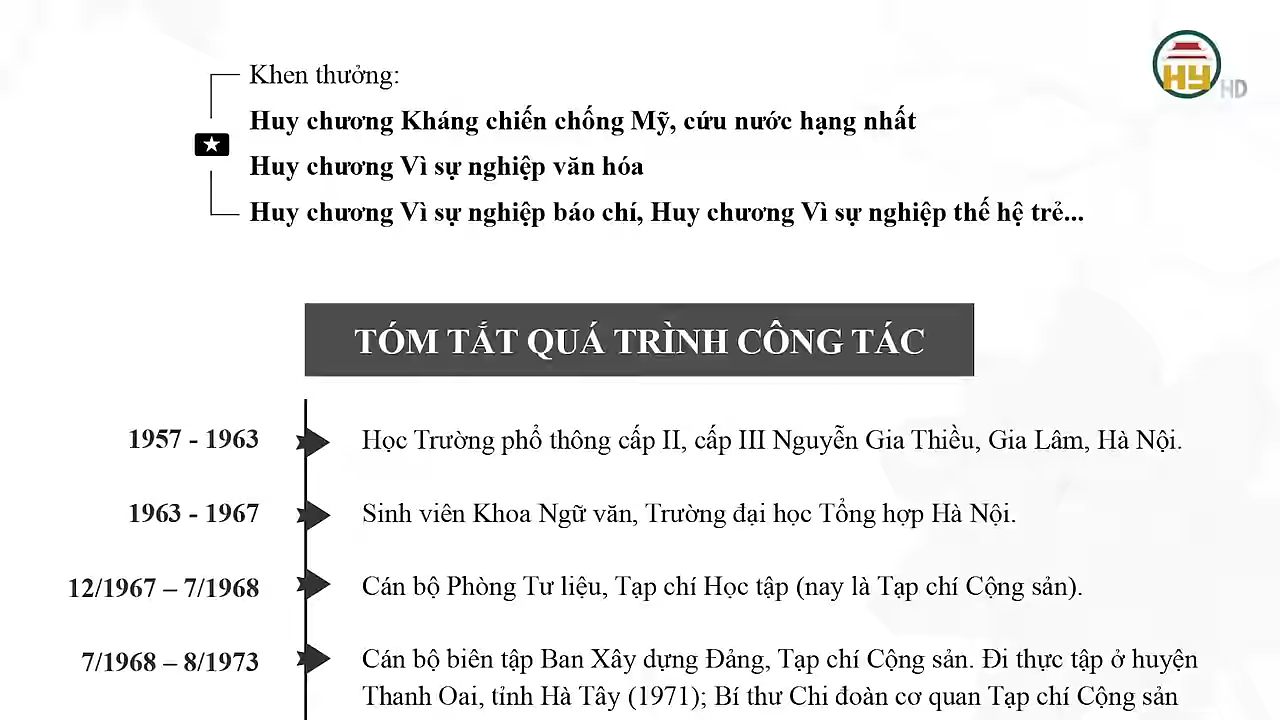 HY HD
Khen thưởng:
Huy chương Kháng chiến chống Mỹ, cứu nước hạng nhất
Huy chương Vì sự nghiệp văn hóa
Huy chương Vì sự nghiệp báo chí, Huy chương Vì sự nghiệp thế hệ trẻ...
TÓM TẮT QUÁ TRÌNH CÔNG TÁC
1957 - 1963 Học Trường phổ thông cấp II, cấp III Nguyễn Gia Thiều, Gia Lâm, Hà Nội.
1963 - 1967 Sinh viên Khoa Ngữ văn, Trường đại học Tổng hợp Hà Nội.
12/1967 – 7/1968 Cán bộ Phòng Tư liệu, Tạp chí Học tập (nay là Tạp chí Cộng sản).
7/1968 – 8/1973 Cán bộ biên tập Ban Xây dựng Đảng, Tạp chí Cộng sản. Đi thực tập ở huyện
Thanh Oai, tỉnh Hà Tây (1971); Bí thư Chi đoàn cơ quan Tạp chí Cộng sản